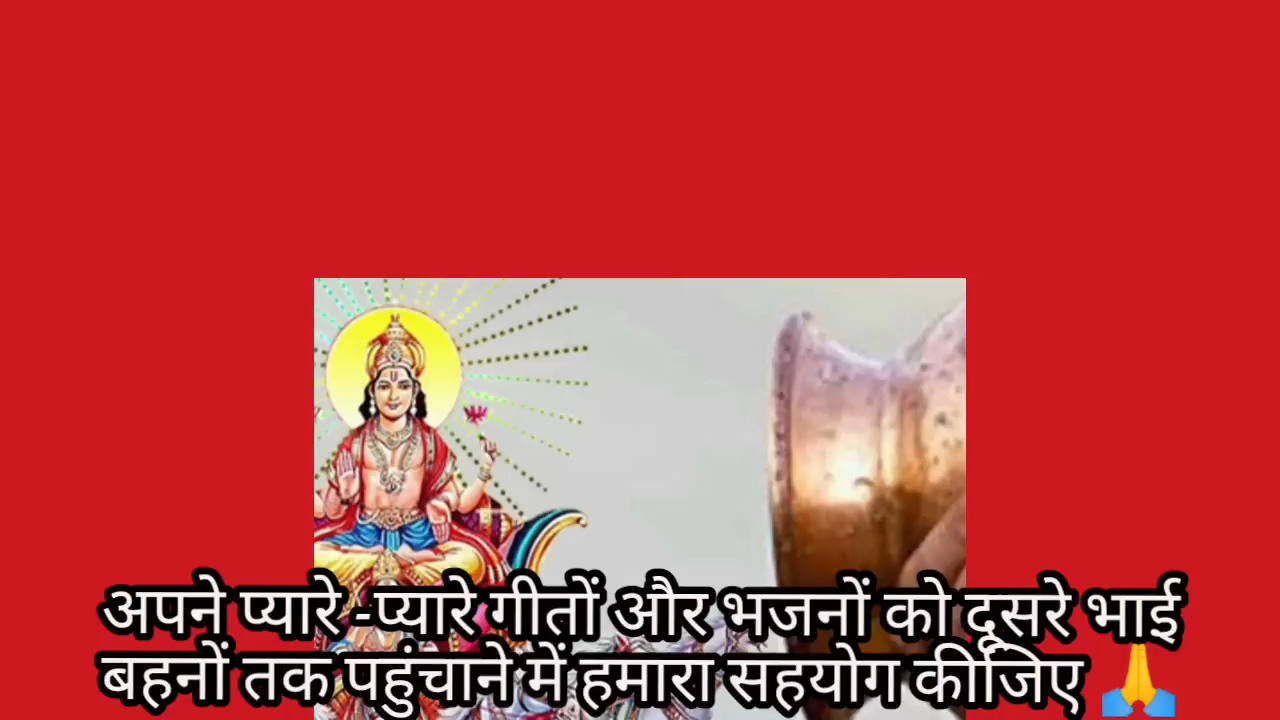 अपने प्यारे -प्यारे गीतों और भजनों को दूसरे भाई
बहनों तक पहुंचाने में हमारा सहयोग कीजिए 🙏